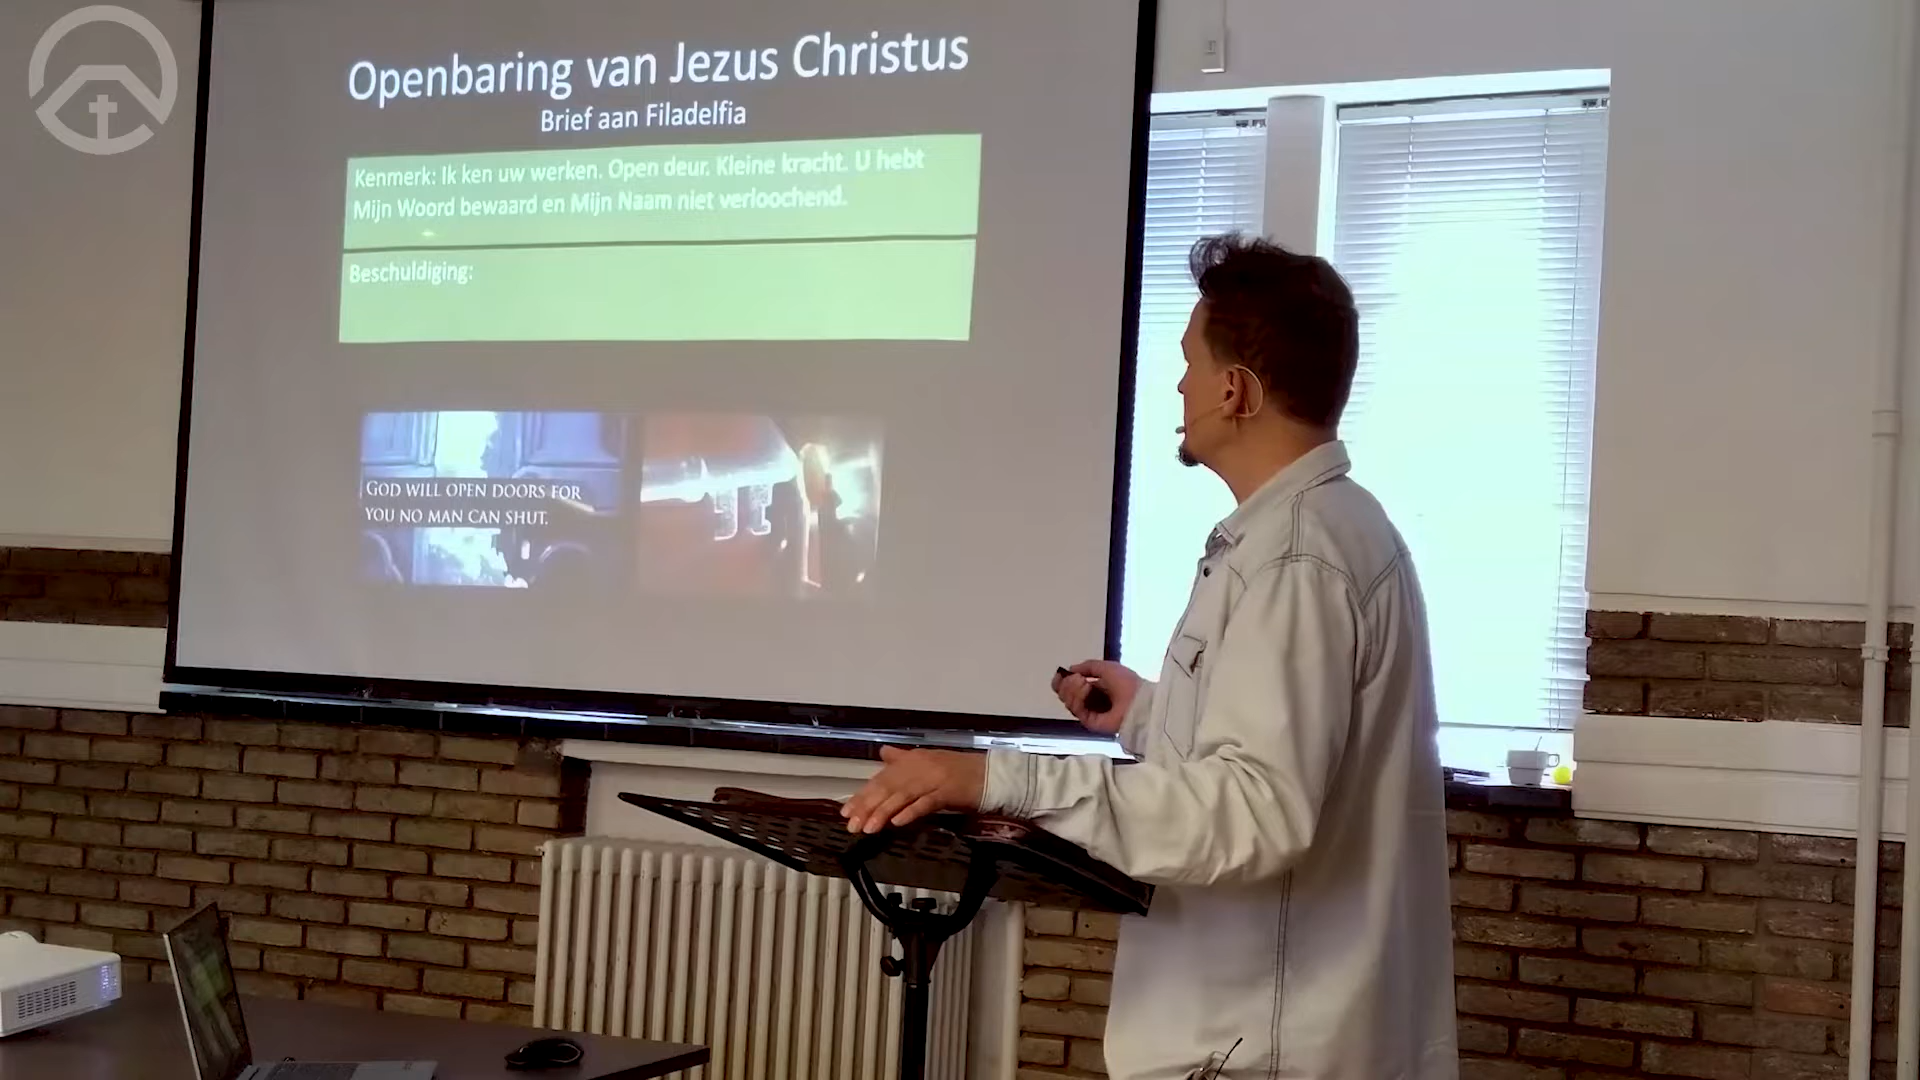 Openbaring van Jezus Christus
Brief aan Filadelfia
Kenmerk: Ik ken uw werken. Open deur. Kleine kracht. U hebt
Mijn Woord bewaard en Mijn Naam niet verloochend.
Beschuldiging:
GOD WILL OPEN DOORS FOR
YOU NO MAN CAN SHUT.